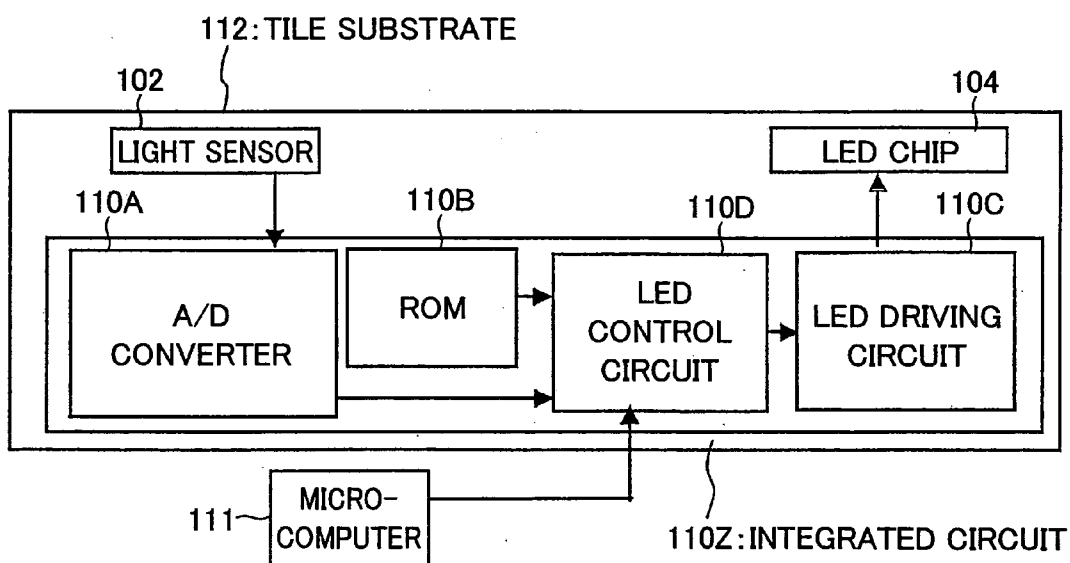 112:TILE SUBSTRATE
102
104
LIGHT SENSOR
LED CHIP
110A
110B
110D
110C
A/D
CONVERTER
ROM
LED
CONTROL
CIRCUIT
LED DRIVING
CIRCUIT
111
MICRO-
COMPUTER
110Z:INTEGRATED CIRCUIT